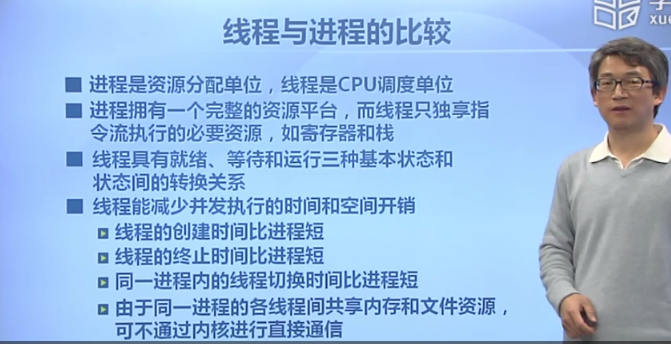 线程与进程的比较
进程是资源分配单位，线程是CPU调度单位
进程拥有一个完整的资源平台，而线程只独享指
令流执行的必要资源，如寄存器和栈
线程具有就绪、等待和运行三种基本状态和
状态间的转换关系
线程能减少并发执行的时间和空间开销
线程的创建时间比进程短
线程的终止时间比进程短
同一进程内的线程切换时间比进程短
由于同一进程的各线程间共享内存和文件资源，
可不通过内核进行直接通信